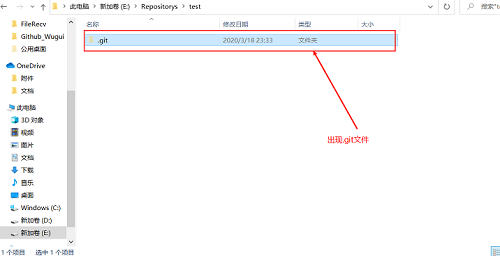 此电脑 > 新加卷 (E:) > Repositorys > test
搜索"te
名称
修改日期
类型
大小
FileRecv
Github_Wugui
公用桌面
OneDrive
附件
文档
此电脑
3D 对象
视频
图片
文档
下载
音乐
桌面
Windows (C:)
新加卷 (D:)
新加卷 (E:)
.git
2020/3/18 23:33
文件夹
出现.git文件
1 个项目
选中 1 个项目